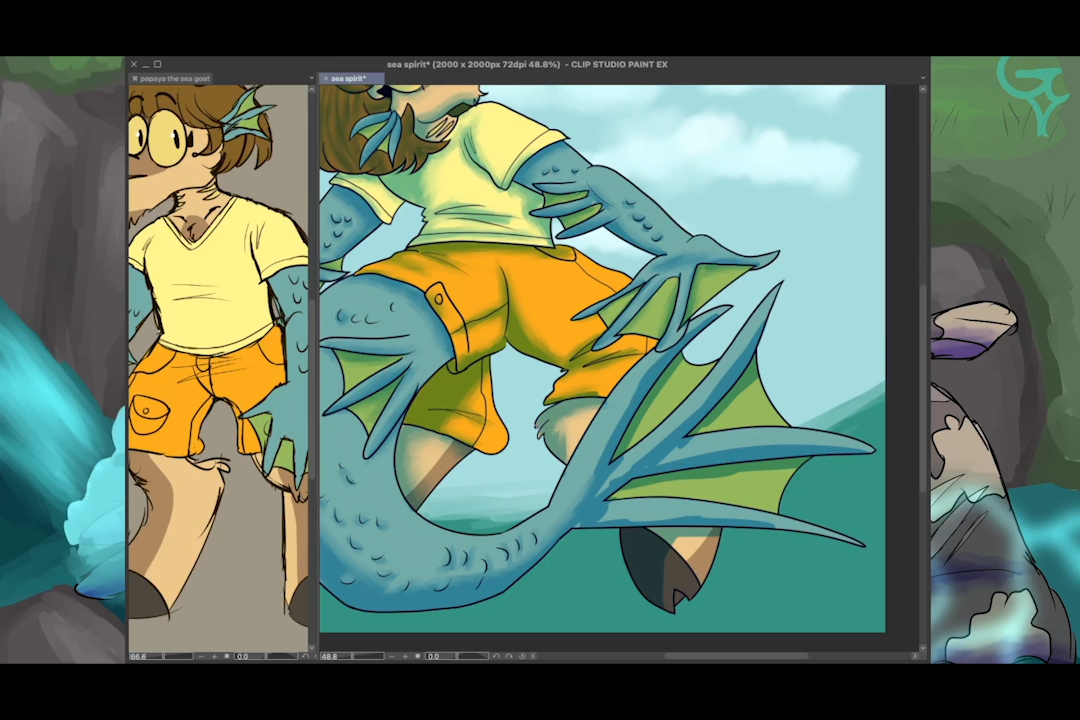 sea spirit* (2000 x 2000px 72dpi 48.8%) - CLIP STUDIO PAINT EX
papaya the sea goat
sea spirit*
66.6
0.0
48.8
0.0